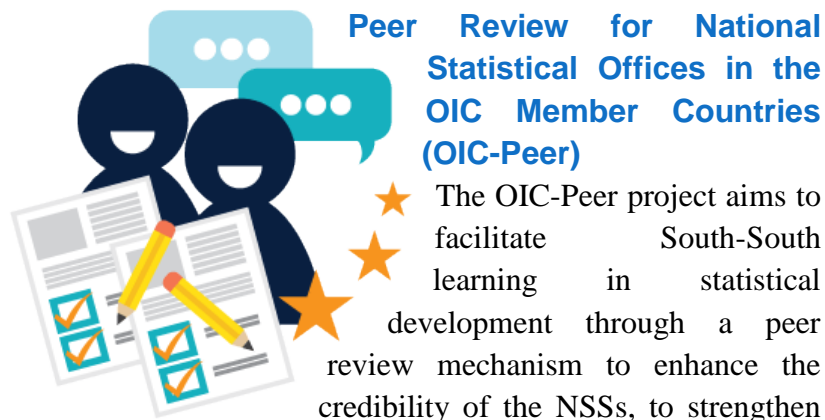 Peer Review for National
Statistical Offices in the
OIC Member Countries
(OIC-Peer)
The OIC-Peer project aims to
facilitate South-South
learning in statistical
development through a peer
review mechanism to enhance the
credibility of the NSSs, to strengthen